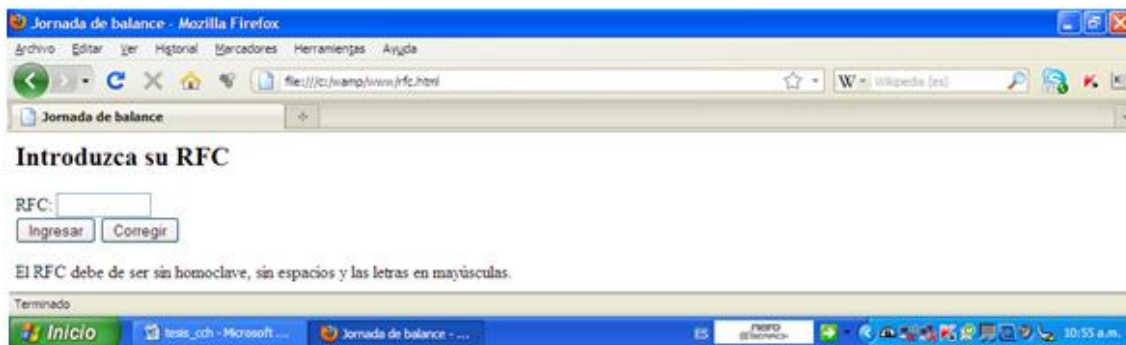 Jornada de balance - Mozilla Firefox
Archivo Editar Ver Historial Marcadores Herramientas Ayuda
file:///c:/wamp/www/rfc.html W Wikipedia (es)
Jornada de balance
Introduzca su RFC
RFC:
Ingresar Corregir
El RFC debe de ser sin homoclave, sin espacios y las letras en mayúsculas.
Terminado
Inicio tesis_cch - Microsoft ... Jornada de balance - ... ES nero 10:55 a.m.